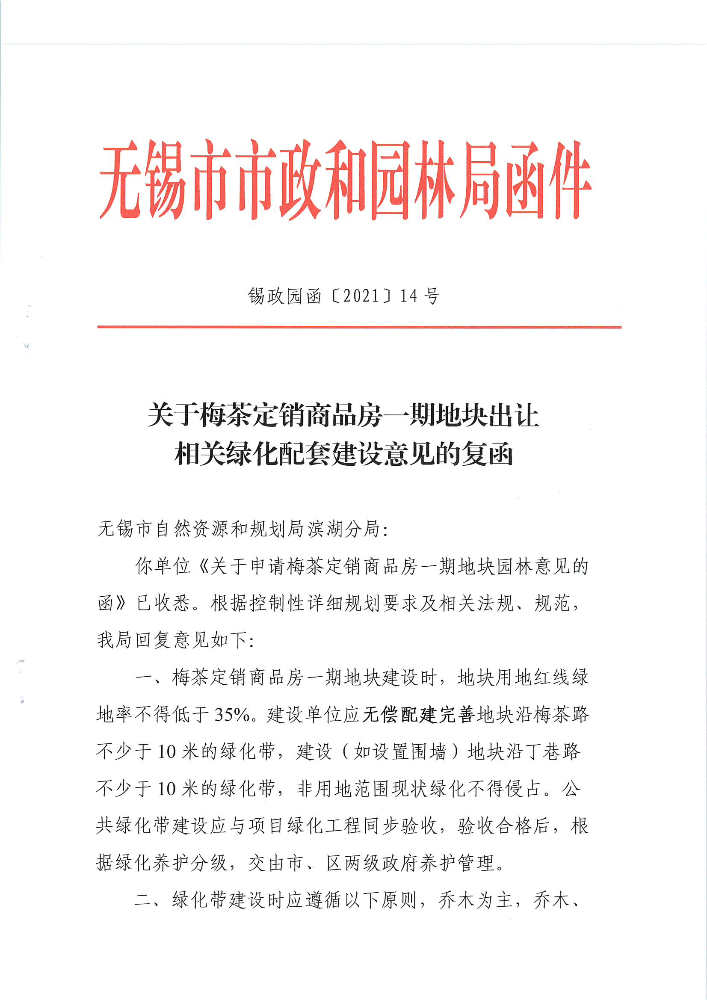 无锡市市政和园林局函件
锡政园函〔2021〕14 号
关于梅茶定销商品房一期地块出让
相关绿化配套建设意见的复函
无锡市自然资源和规划局滨湖分局：
你单位《关于申请梅茶定销商品房一期地块园林意见的
函》已收悉。根据控制性详细规划要求及相关法规、规范，
我局回复意见如下：
一、梅茶定销商品房一期地块建设时，地块用地红线绿
地率不得低于 35%。建设单位应无偿配建完善地块沿梅茶路
不少于 10 米的绿化带，建设（如设置围墙）地块沿丁巷路
不少于 10 米的绿化带，非用地范围现状绿化不得侵占。公
共绿化带建设应与项目绿化工程同步验收，验收合格后，根
据绿化养护分级，交由市、区两级政府养护管理。
二、绿化带建设时应遵循以下原则，乔木为主，乔木、